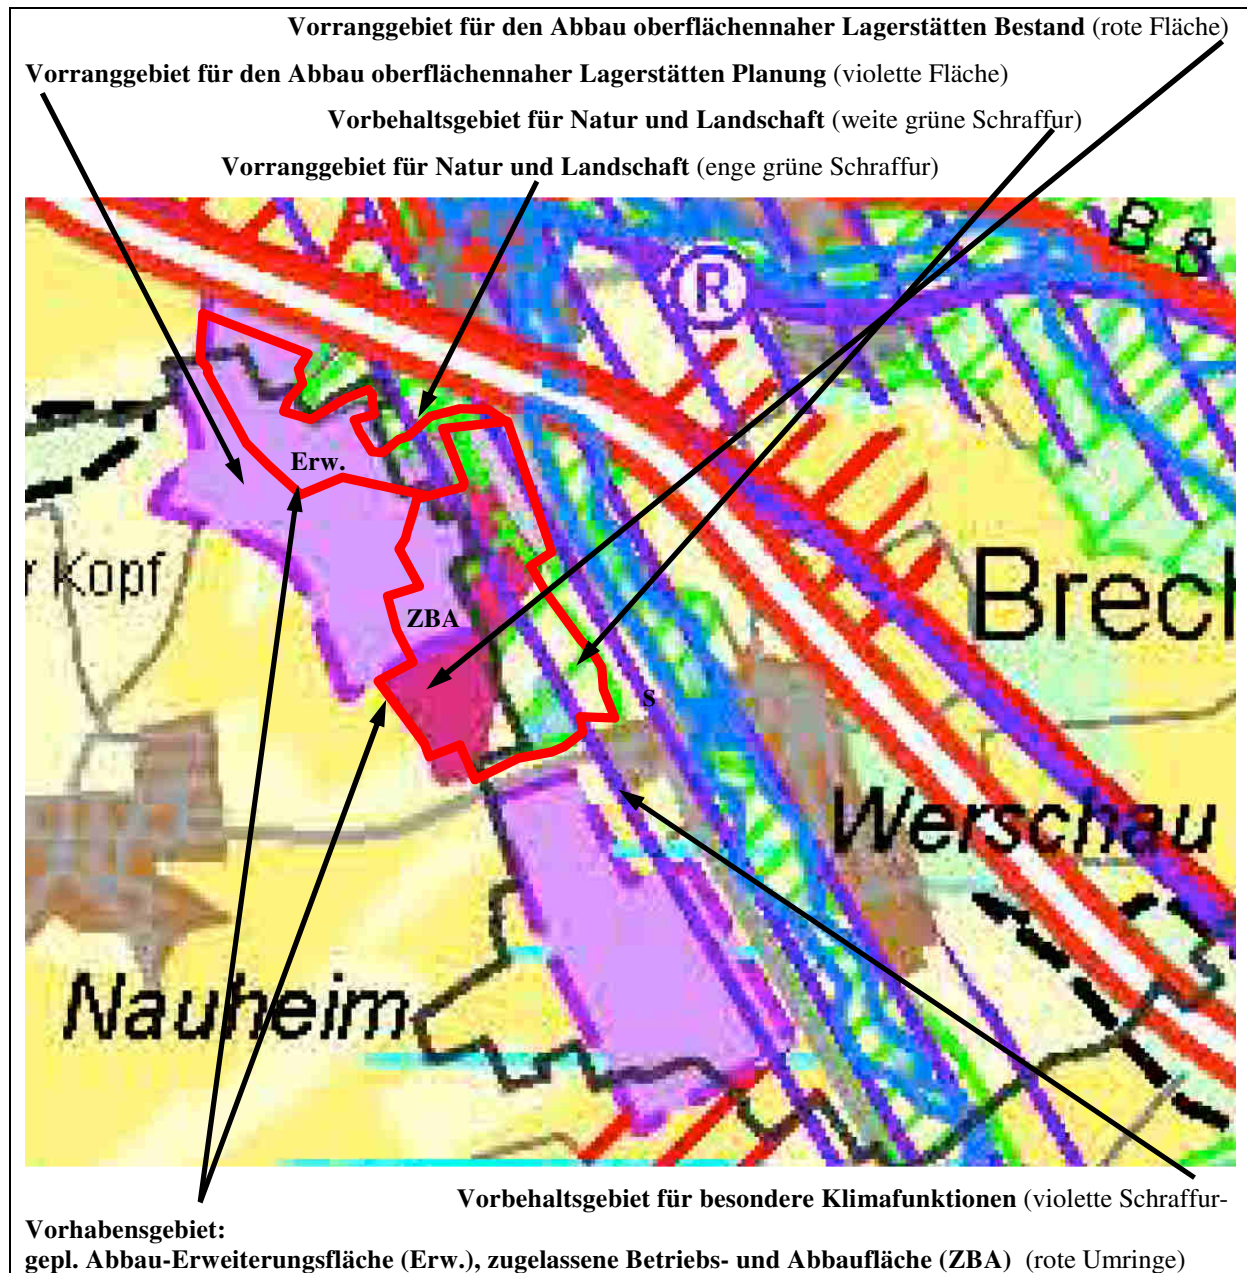 Vorranggebiet für den Abbau oberflächennaher Lagerstätten Bestand (rote Fläche)
Vorranggebiet für den Abbau oberflächennaher Lagerstätten Planung (violette Fläche)
Vorbehaltsgebiet für Natur und Landschaft (weite grüne Schraffur)
Vorranggebiet für Natur und Landschaft (enge grüne Schraffur)
B 8
R
Erw.
r Kopf
Brech
ZBA
S
Werschau
Nauheim
Vorbehaltsgebiet für besondere Klimafunktionen (violette Schraffur-
Vorhabensgebiet:
gepl. Abbau-Erweiterungsfläche (Erw.), zugelassene Betriebs- und Abbaufläche (ZBA) (rote Umringe)